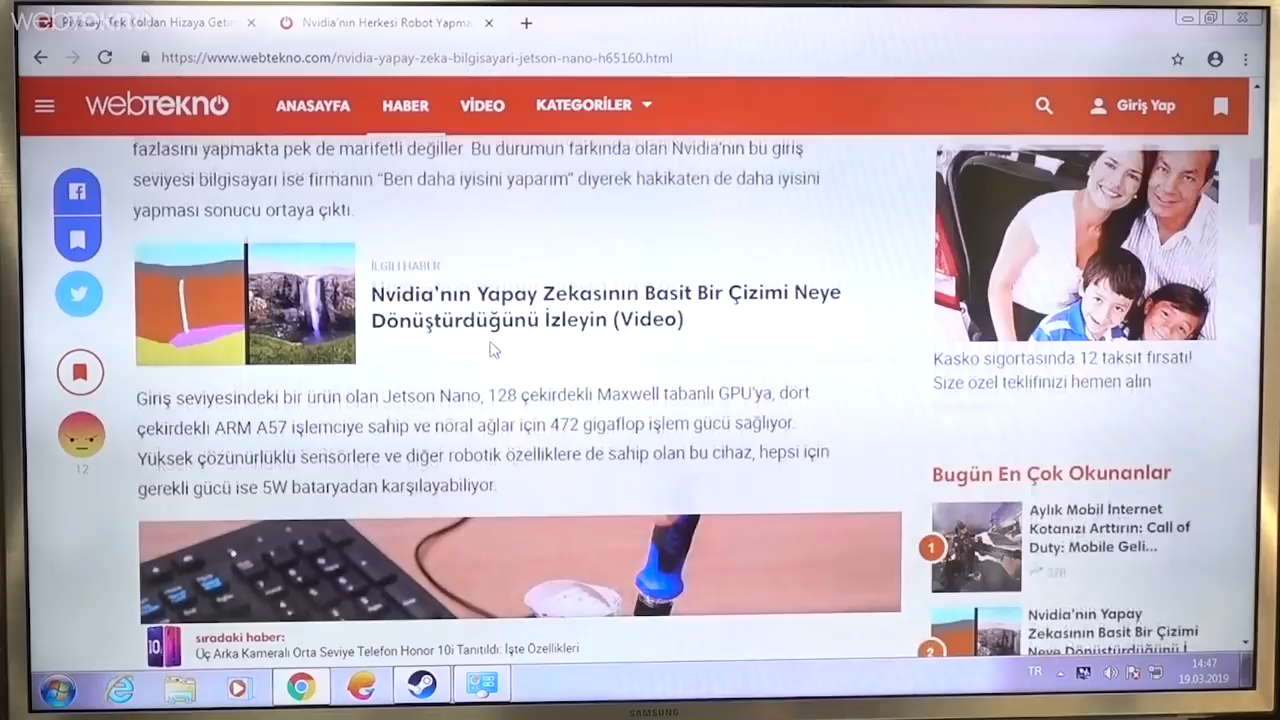 webtekno
Piyasayı Tek Koldan Hizaya Getir
Nvidia'nın Herkesi Robot Yapma
https://www.webtekno.com/nvidia-yapay-zeka-bilgisayari-jetson-nano-h65160.html
webTEKNO
ANASAYFA
HABER
VİDEO
KATEGORİLER
Giriş Yap
fazlasını yapmakta pek de marifetli değiller. Bu durumun farkında olan Nvidia'nın bu giriş
seviyesi bilgisayarı ise firmanın “Ben daha iyisini yaparım” diyerek hakikaten de daha iyisini
yapması sonucu ortaya çıktı.
İLGİLİ HABER
Nvidia'nın Yapay Zekasının Basit Bir Çizimi Neye
Dönüştürdüğünü İzleyin (Video)
Giriş seviyesindeki bir ürün olan Jetson Nano, 128 çekirdekli Maxwell tabanlı GPU'ya, dört
çekirdekli ARM A57 işlemciye sahip ve nöral ağlar için 472 gigaflop işlem gücü sağlıyor.
Yüksek çözünürlüklü sensörlere ve diğer robotik özelliklere de sahip olan bu cihaz, hepsi için
gerekli gücü ise 5W bataryadan karşılayabiliyor.
12
Kasko sigortasında 12 taksit fırsatı!
Size özel teklifinizi hemen alın
Bugün En Çok Okunanlar
1
Aylık Mobil İnternet
Kotanızı Arttırın: Call of
Duty: Mobile Geli...
2
Nvidia'nın Yapay
Zekasının Basit Bir Çizimi
Neye Dönüştürdüğünü İ...
10i
sıradaki haber:
Üç Arka Kameralı Orta Seviye Telefon Honor 10i Tanıtıldı: İşte Özellikleri
TR
14:47
19.03.2019
SAMSUNG